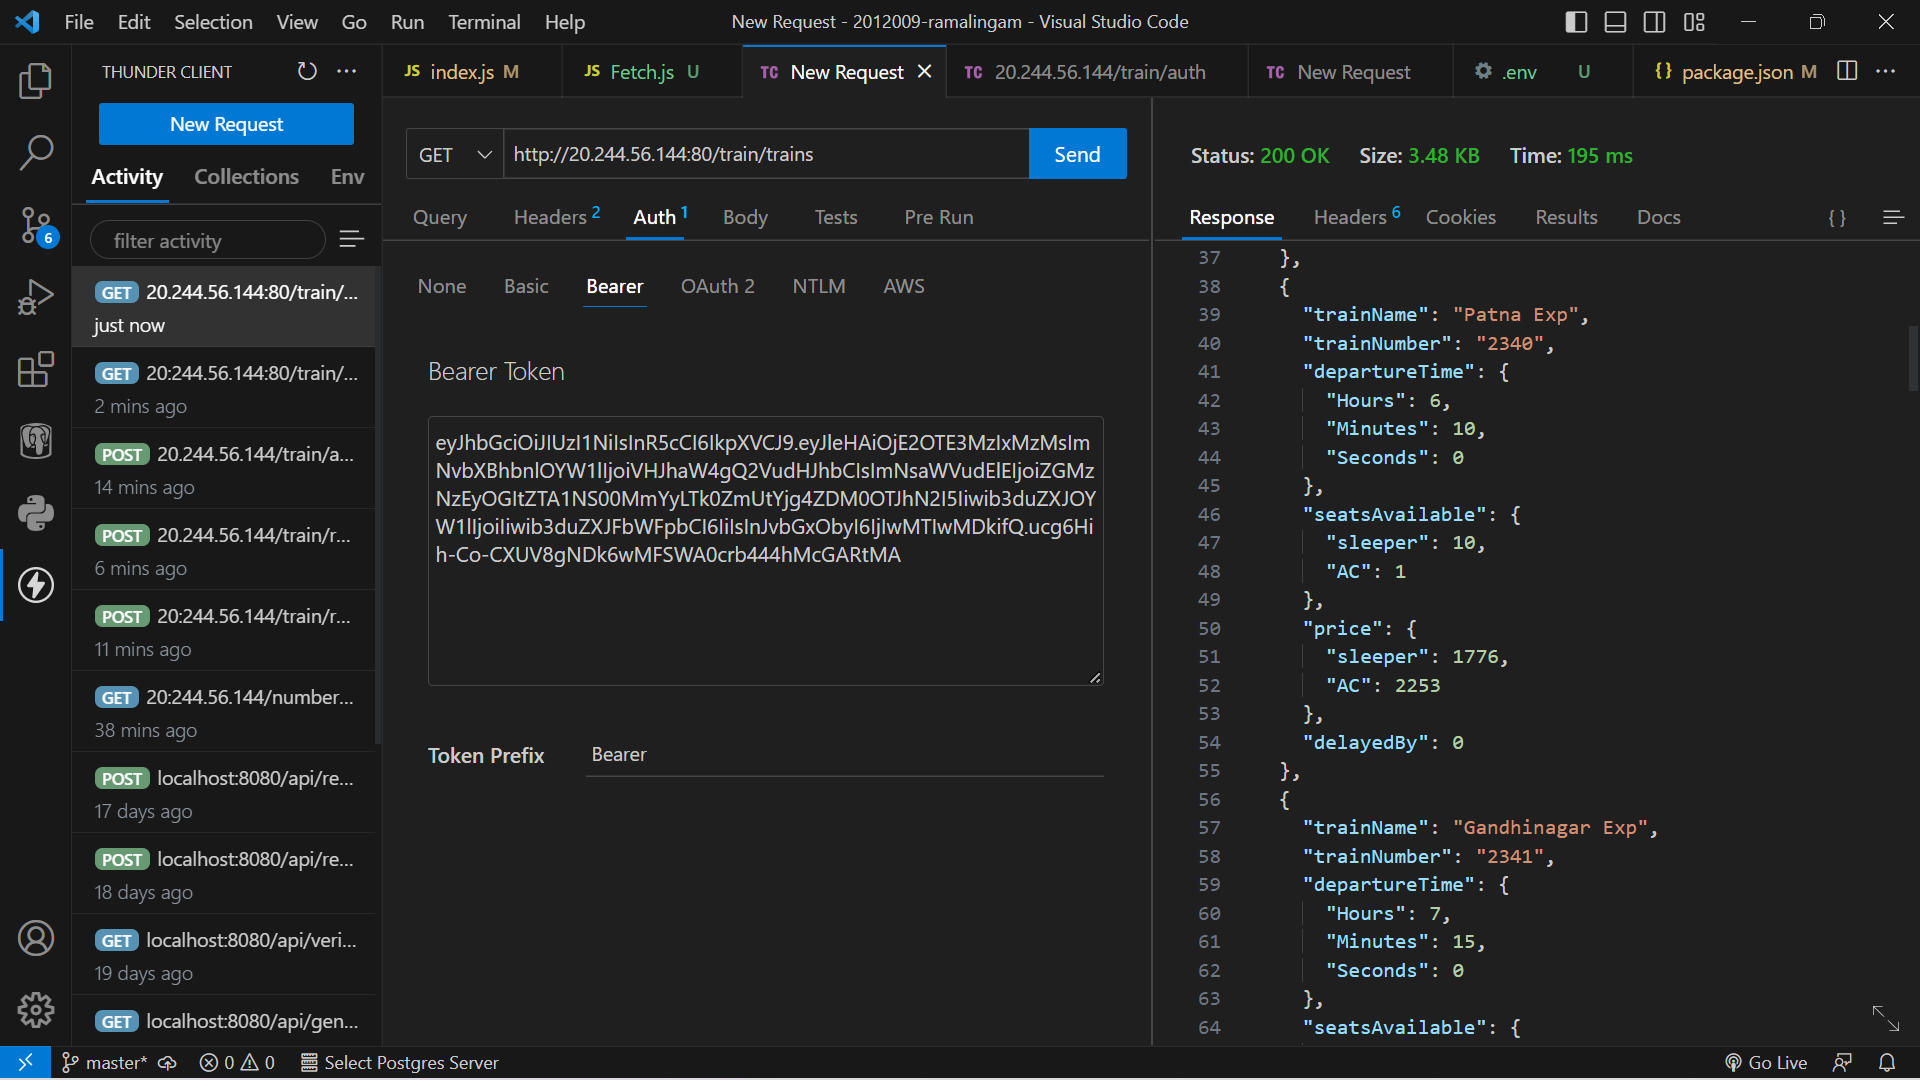 File Edit Selection View Go Run Terminal Help
New Request - 2012009-ramalingam - Visual Studio Code
THUNDER CLIENT
JS index.js M
JS Fetch.js U
TC New Request
TC 20.244.56.144/train/auth
TC New Request
.env U
{} package.json M
New Request
Activity Collections Env
filter activity
GET 20.244.56.144:80/train/...
just now
GET 20:244.56.144:80/train/...
2 mins ago
POST 20.244.56.144/train/a...
14 mins ago
POST 20.244.56.144/train/r...
6 mins ago
POST 20:244.56.144/train/r...
11 mins ago
GET 20:244.56.144/number...
38 mins ago
POST localhost:8080/api/re...
17 days ago
POST localhost:8080/api/re...
18 days ago
GET localhost:8080/api/veri...
19 days ago
GET localhost:8080/api/gen...
6
GET http://20.244.56.144:80/train/trains Send
Query Headers 2 Auth 1 Body Tests Pre Run
None Basic Bearer OAuth 2 NTLM AWS
Bearer Token
Token Prefix Bearer
Status: 200 OK Size: 3.48 KB Time: 195 ms
Response Headers 6 Cookies Results Docs { }
37 },
38 {
39 "trainName": "Patna Exp",
40 "trainNumber": "2340",
41 "departureTime": {
42 "Hours": 6,
43 "Minutes": 10,
44 "Seconds": 0
45 },
46 "seatsAvailable": {
47 "sleeper": 10,
48 "AC": 1
49 },
50 "price": {
51 "sleeper": 1776,
52 "AC": 2253
53 },
54 "delayedBy": 0
55 },
56 {
57 "trainName": "Gandhinagar Exp",
58 "trainNumber": "2341",
59 "departureTime": {
60 "Hours": 7,
61 "Minutes": 15,
62 "Seconds": 0
63 },
64 "seatsAvailable": {
master* 0 0 Select Postgres Server
Go Live